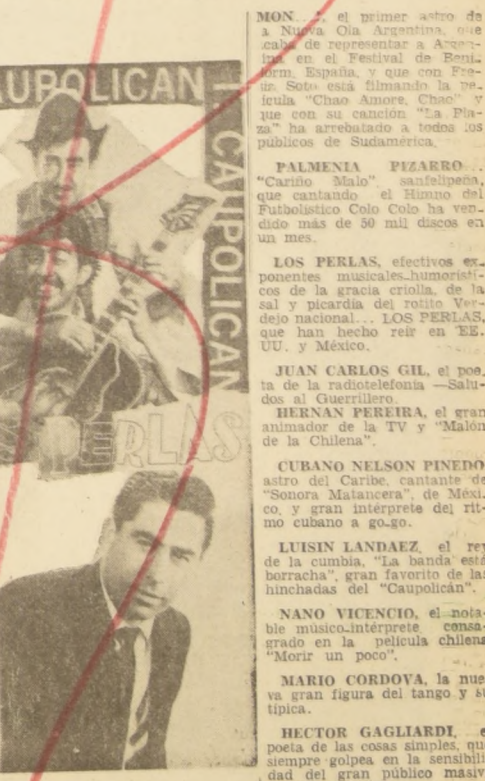 AUPOLICAN
T. CAUPOLICAN
PERLAS
MON..., el primer astro de
a Nueva Ola Argentina, que
caba de representar a Argen-
ina en el Festival de Beni-
orm, España, y que con Fre-
Soto está filmando la pe-
ícula "Chao Amore, Chao" y
que con su canción "La Pla-
za" ha arrebatado a todos los
públicos de Sudamérica.
PALMENIA PIZARRO...
"Cariño Malo", sanfelipeña,
que cantando el Himno del
Futbolístico Colo Colo ha ven-
dido más de 50 mil discos en
un mes.
LOS PERLAS, efectivos ex-
ponentes musicales-humorísti-
cos de la gracia criolla, de la
sal y picardía del rotito Ver-
dejo nacional... LOS PERLAS,
que han hecho reír en EE.
UU. y México.
JUAN CARLOS GIL, el poe-
ta de la radiotelefonía —Salu-
dos al Guerrillero.
HERNAN PEREIRA, el gran
animador de la TV y "Malón
de la Chilena".
CUBANO NELSON PINEDO
astro del Caribe, cantante de
"Sonora Matancera", de Méxi-
co, y gran intérprete del rit-
mo cubano a go-go.
LUISIN LANDAEZ, el rey
de la cumbia, "La banda está
borracha", gran favorito de las
hinchadas del "Caupolicán".
NANO VICENCIO, el nota-
ble músico-intérprete consa-
grado en la película chilena
"Morir un poco".
MARIO CORDOVA, la nue-
va gran figura del tango y su
típica.
HECTOR GAGLIARDI, e
poeta de las cosas simples, que
siempre golpea en la sensibili-
dad del gran público masiv